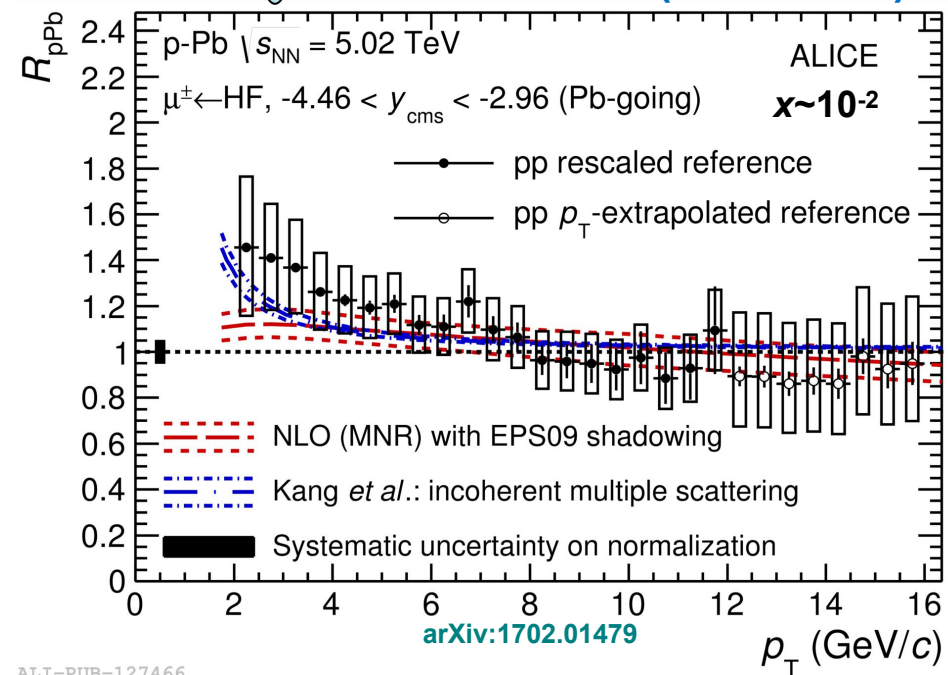 R_pPb
2.4
2.2
2
1.8
1.6
1.4
1.2
1
0.8
0.6
0.4
0.2
0
p-Pb √s_NN = 5.02 TeV
ALICE
μ±←HF, -4.46 < y_cms < -2.96 (Pb-going)
x~10-2
pp rescaled reference
pp p_T-extrapolated reference
NLO (MNR) with EPS09 shadowing
Kang et al.: incoherent multiple scattering
Systematic uncertainty on normalization
0 2 4 6 8 10 12 14 16
arXiv:1702.01479
p_T (GeV/c)
ALI-PUB-127466